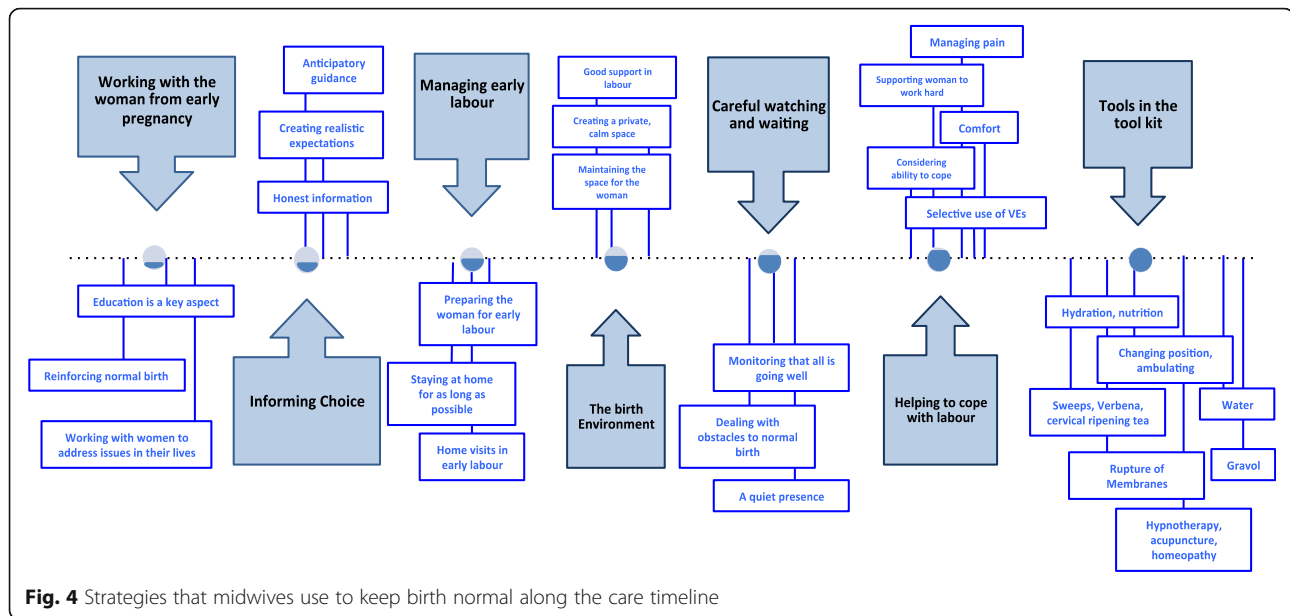 Working with the
woman from early
pregnancy
Anticipatory
guidance
Creating realistic
expectations
Honest information
Managing early
labour
Good support in
labour
Creating a private,
calm space
Maintaining the
space for the
woman
Careful watching
and waiting
Managing pain
Supporting woman to
work hard
Comfort
Considering
ability to cope
Selective use of VEs
Tools in the
tool kit
Education is a key aspect
Reinforcing normal birth
Working with women to
address issues in their lives
Informing Choice
Preparing the
woman for early
labour
Staying at home
for as long as
possible
Home visits in
early labour
The birth
Environment
Monitoring that all is
going well
Dealing with
obstacles to normal
birth
A quiet presence
Helping to cope
with labour
Hydration, nutrition
Changing position,
ambulating
Sweeps, Verbena,
cervical ripening tea
Water
Rupture of
Membranes
Gravol
Hypnotherapy,
acupuncture,
homeopathy
Fig. 4 Strategies that midwives use to keep birth normal along the care timeline